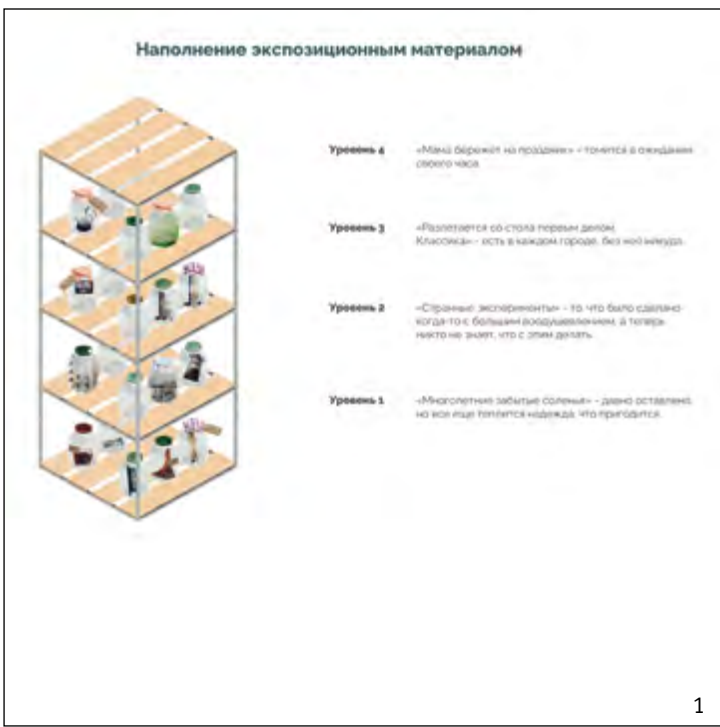 Наполнение экспозиционным материалом
Уровень 4
«Мама бережет на праздник» - томится в ожидании
своего часа.
Уровень 3
«Разлетается со стола первым делом.
Классика» - есть в каждом городе, без неё никуда.
Уровень 2
«Странные эксперименты» - то, что было сделано
когда-то с большим воодушевлением, а теперь
никто не знает, что с этим делать.
Уровень 1
«Многолетние забытые соленья» - давно оставлено,
но все еще теплится надежда, что пригодится.
1